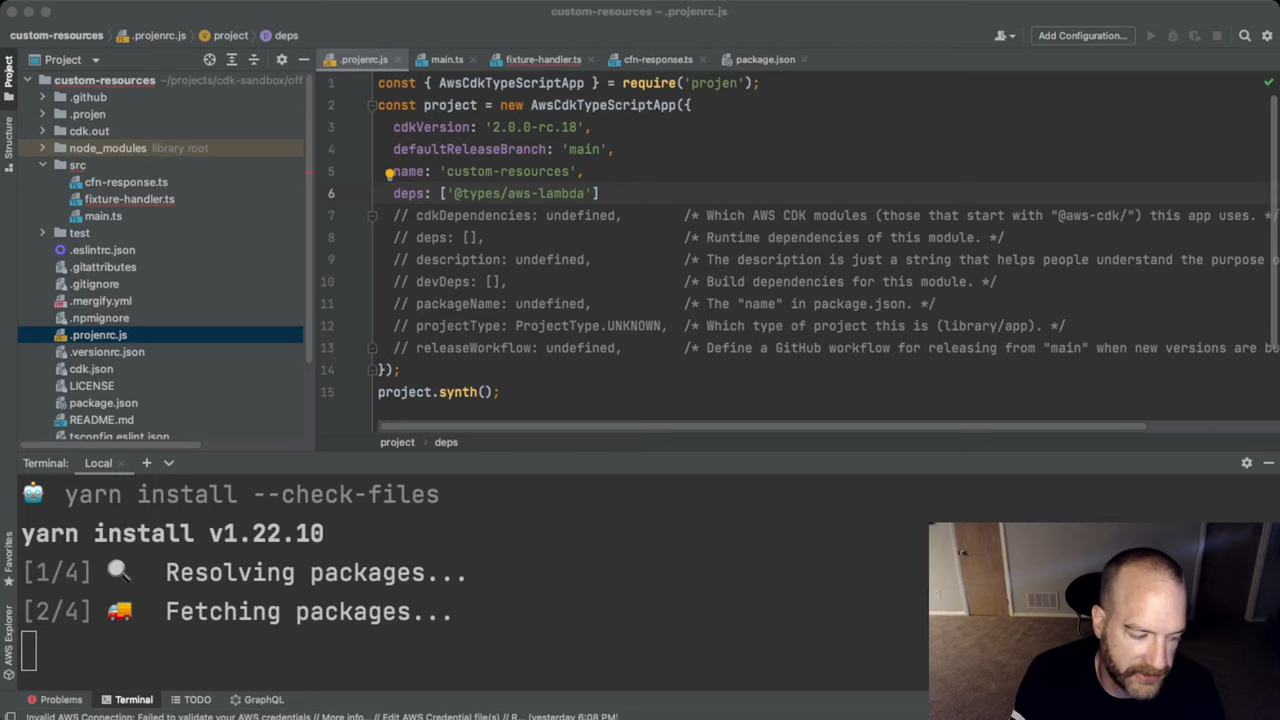 custom-resources – .projenrc.js
custom-resources
.projenrc.js
project
deps
Add Configuration...
Project
.projenrc.js
main.ts
fixture-handler.ts
cfn-response.ts
package.json
Project
Structure
Favorites
AWS Explorer
custom-resources ~/projects/cdk-sandbox/off
.github
.projen
cdk.out
node_modules library root
src
cfn-response.ts
fixture-handler.ts
main.ts
test
.eslintrc.json
.gitattributes
.gitignore
.mergify.yml
.npmignore
.projenrc.js
.versionrc.json
cdk.json
LICENSE
package.json
README.md
tsconfig.eslint.json
1 const { AwsCdkTypeScriptApp } = require('projen');
2 const project = new AwsCdkTypeScriptApp({
3 cdkVersion: '2.0.0-rc.18',
4 defaultReleaseBranch: 'main',
5 name: 'custom-resources',
6 deps: ['@types/aws-lambda']
7 // cdkDependencies: undefined, /* Which AWS CDK modules (those that start with "@aws-cdk/") this app uses. */
8 // deps: [], /* Runtime dependencies of this module. */
9 // description: undefined, /* The description is just a string that helps people understand the purpose o
10 // devDeps: [], /* Build dependencies for this module. */
11 // packageName: undefined, /* The "name" in package.json. */
12 // projectType: ProjectType.UNKNOWN, /* Which type of project this is (library/app). */
13 // releaseWorkflow: undefined, /* Define a GitHub workflow for releasing from "main" when new versions are bu
14 });
15 project.synth();
project
deps
Terminal:
Local
yarn install --check-files
yarn install v1.22.10
[1/4] Resolving packages...
[2/4] Fetching packages...
Problems
Terminal
TODO
GraphQL
Invalid AWS Connection: Failed to validate your AWS credentials // More info... // Edit AWS Credential file(s) // R... (yesterday 6:08 PM)